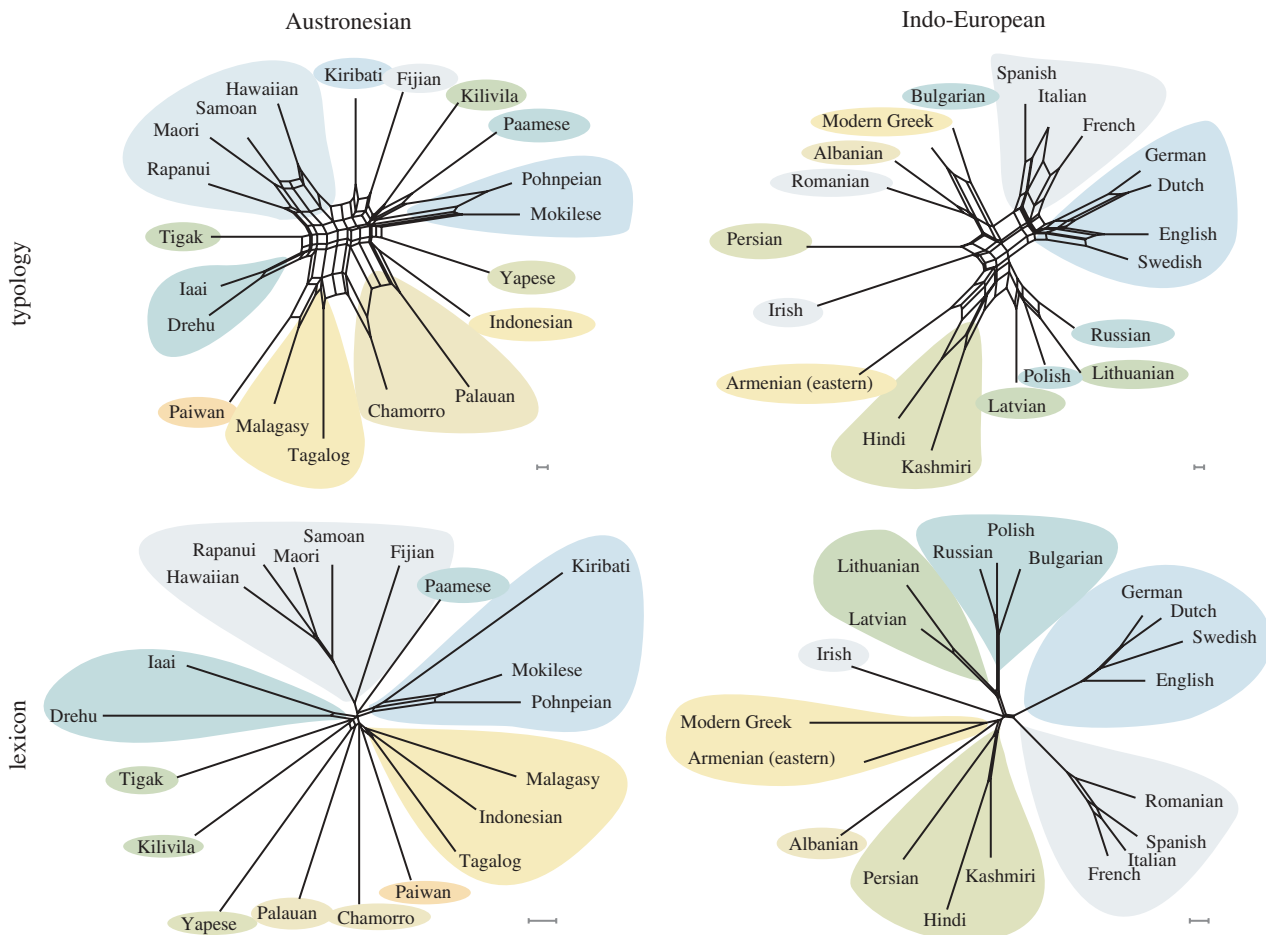 Austronesian
Indo-European
typology
Hawaiian
Samoan
Maori
Rapanui
Kiribati
Fijian
Kilivila
Paamese
Pohnpeian
Mokilese
Tigak
Iaai
Drehu
Yapese
Indonesian
Paiwan
Malagasy
Tagalog
Chamorro
Palauan
Spanish
Italian
French
Bulgarian
Modern Greek
Albanian
Romanian
German
Dutch
English
Swedish
Persian
Irish
Russian
Armenian (eastern)
Polish
Lithuanian
Latvian
Hindi
Kashmiri
lexicon
Samoan
Rapanui
Maori
Hawaiian
Fijian
Paamese
Kiribati
Iaai
Mokilese
Pohnpeian
Drehu
Tigak
Malagasy
Indonesian
Kilivila
Tagalog
Paiwan
Yapese
Palauan
Chamorro
Polish
Russian
Bulgarian
Lithuanian
Latvian
Irish
German
Dutch
Swedish
English
Modern Greek
Armenian (eastern)
Romanian
Spanish
Italian
French
Albanian
Persian
Kashmiri
Hindi